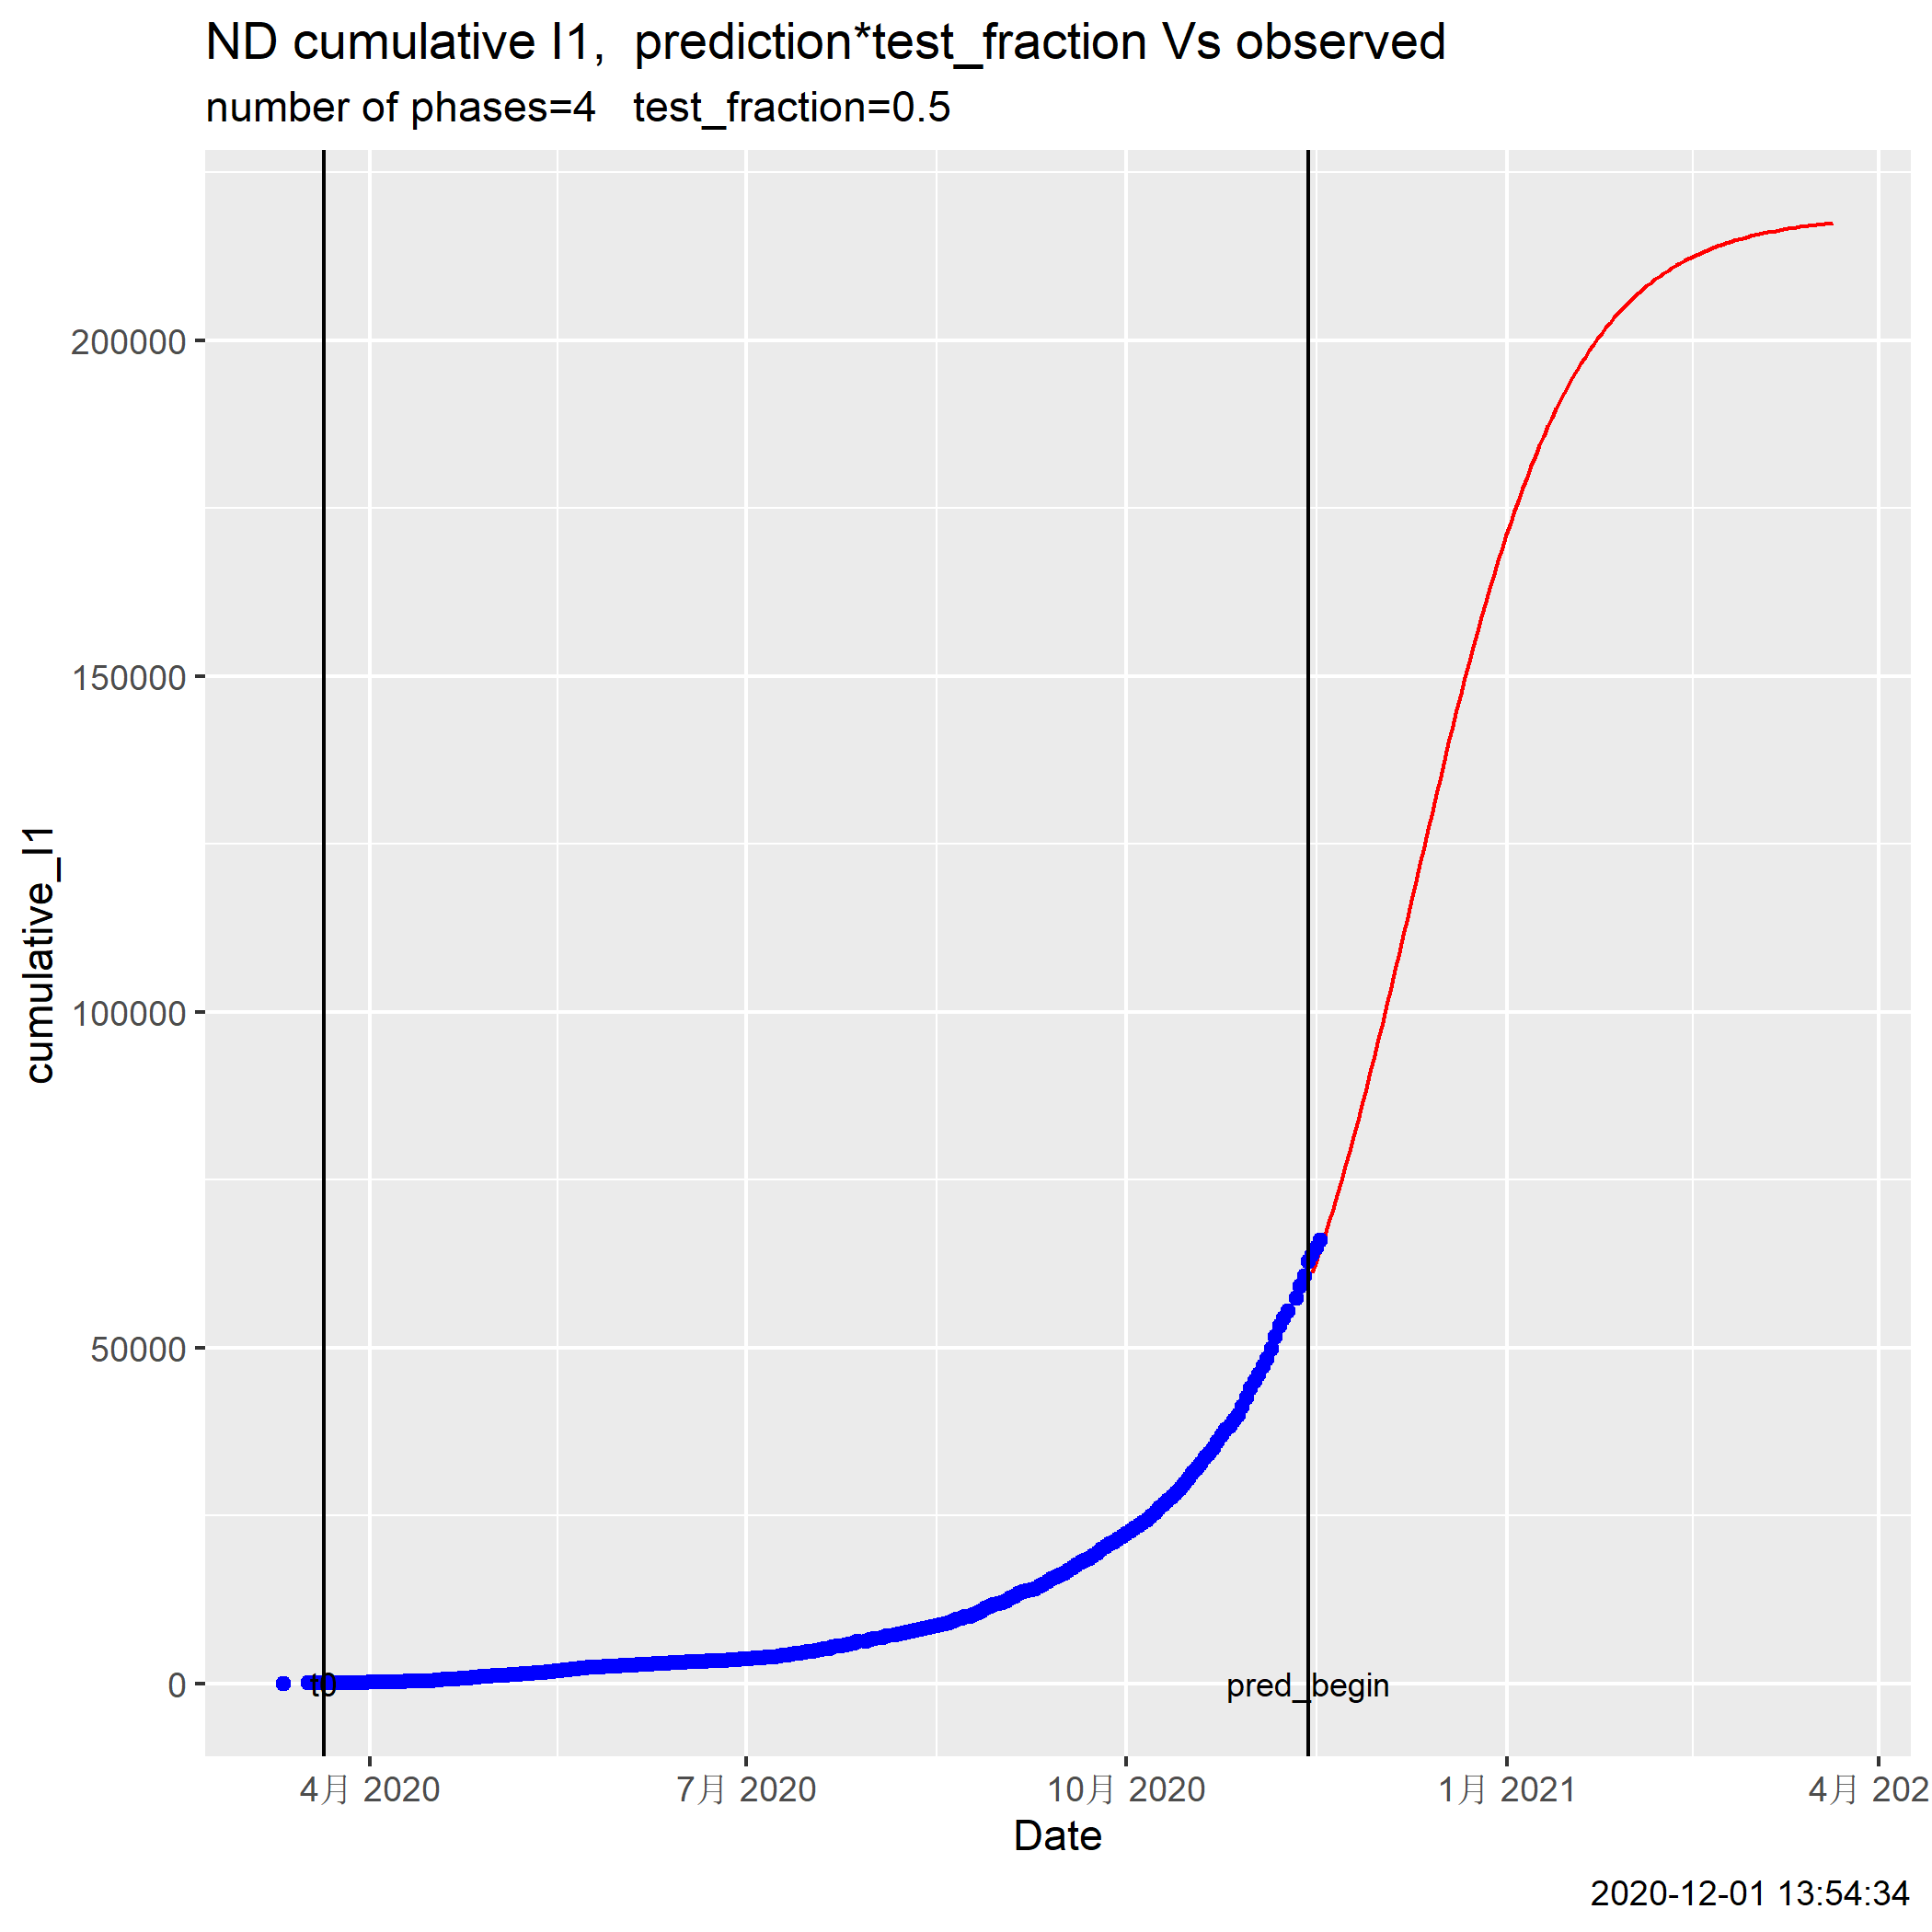 ND cumulative I1,  prediction*test_fraction Vs observed
number of phases=4   test_fraction=0.5
cumulative_I1
200000
150000
100000
50000
0
t0
pred_begin
4月 2020
7月 2020
10月 2020
1月 2021
4月 202
Date
2020-12-01 13:54:34